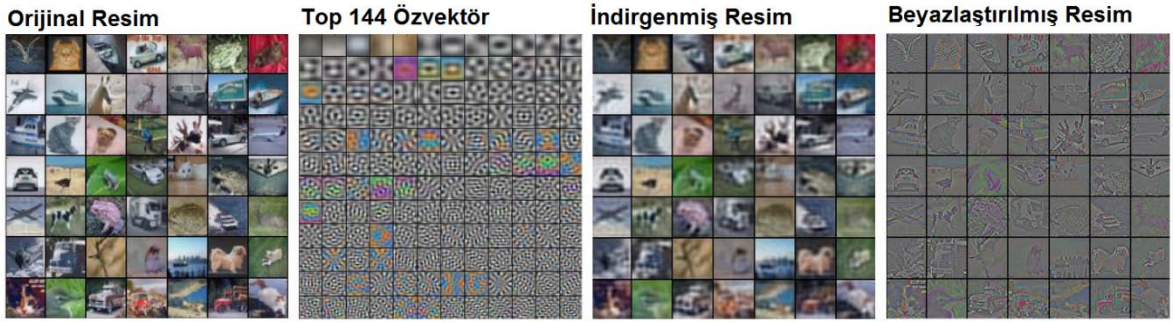 Orijinal Resim
Top 144 Özvektör
İndirgenmiş Resim
Beyazlaştırılmış Resim